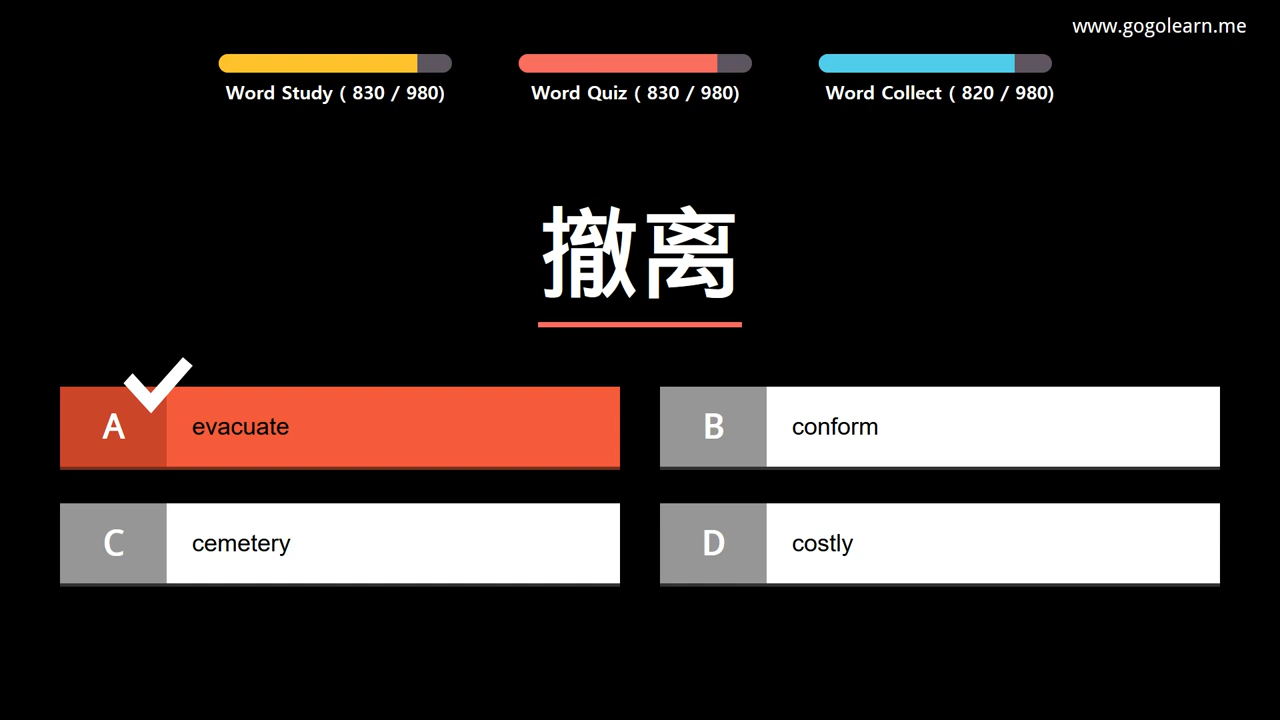 www.gogolearn.me
Word Study ( 830 / 980)
Word Quiz ( 830 / 980)
Word Collect ( 820 / 980)
撤离
A evacuate
B conform
C cemetery
D costly